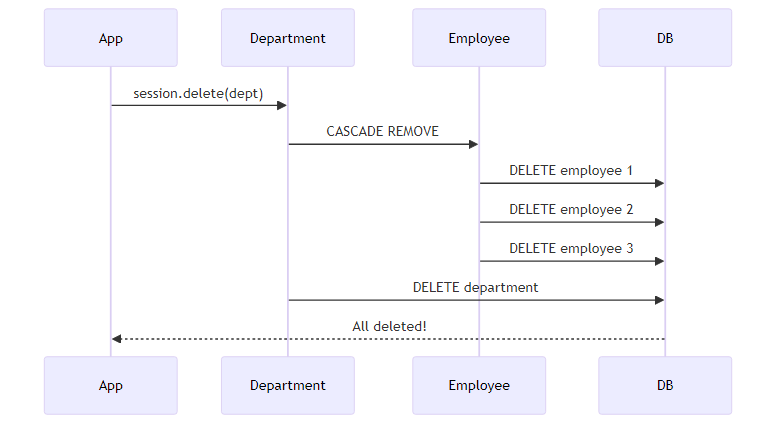 App
Department
Employee
DB
session.delete(dept)
CASCADE REMOVE
DELETE employee 1
DELETE employee 2
DELETE employee 3
DELETE department
All deleted!
App
Department
Employee
DB